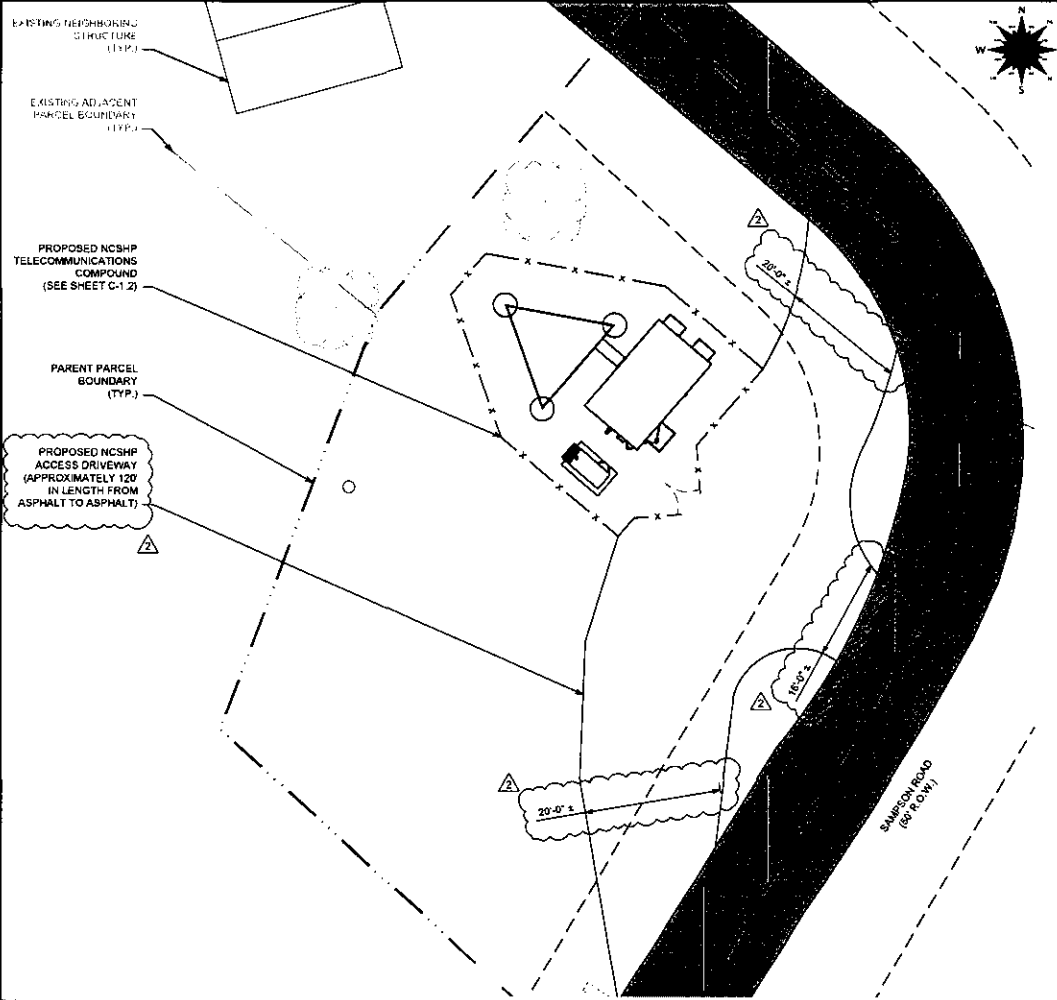 EXISTING NEIGHBORING
STRUCTURE
(TYP.)
N
W
S
EXISTING ADJACENT
PARCEL BOUNDARY
(TYP.)
PROPOSED NCSHP
TELECOMMUNICATIONS
COMPOUND
(SEE SHEET C-1.2)
2
20'-0" ±
PARENT PARCEL
BOUNDARY
(TYP.)
PROPOSED NCSHP
ACCESS DRIVEWAY
(APPROXIMATELY 120'
IN LENGTH FROM
ASPHALT TO ASPHALT)
2
16'-0" ±
2
2
20'-0" ±
SAMPSON ROAD
(60' R.O.W.)